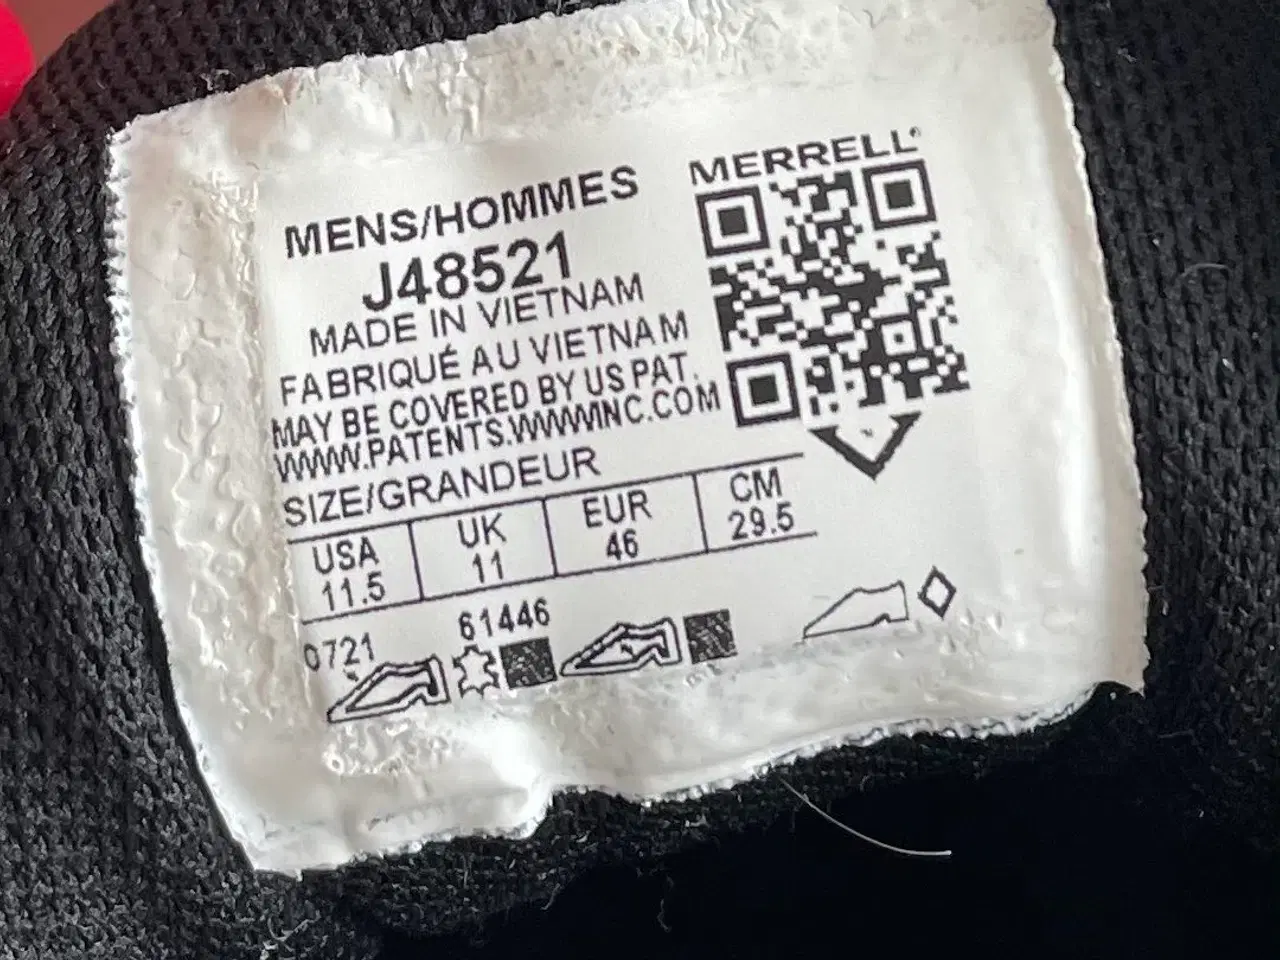 MERRELL
MENS/HOMMES
J48521
MADE IN VIETNAM
FABRIQUÉ AU VIETNAM
MAY BE COVERED BY US PAT.
WWW.PATENTS.WWWINC.COM
SIZE/GRANDEUR
USA UK EUR CM
11.5 11 46 29.5
0721 61446